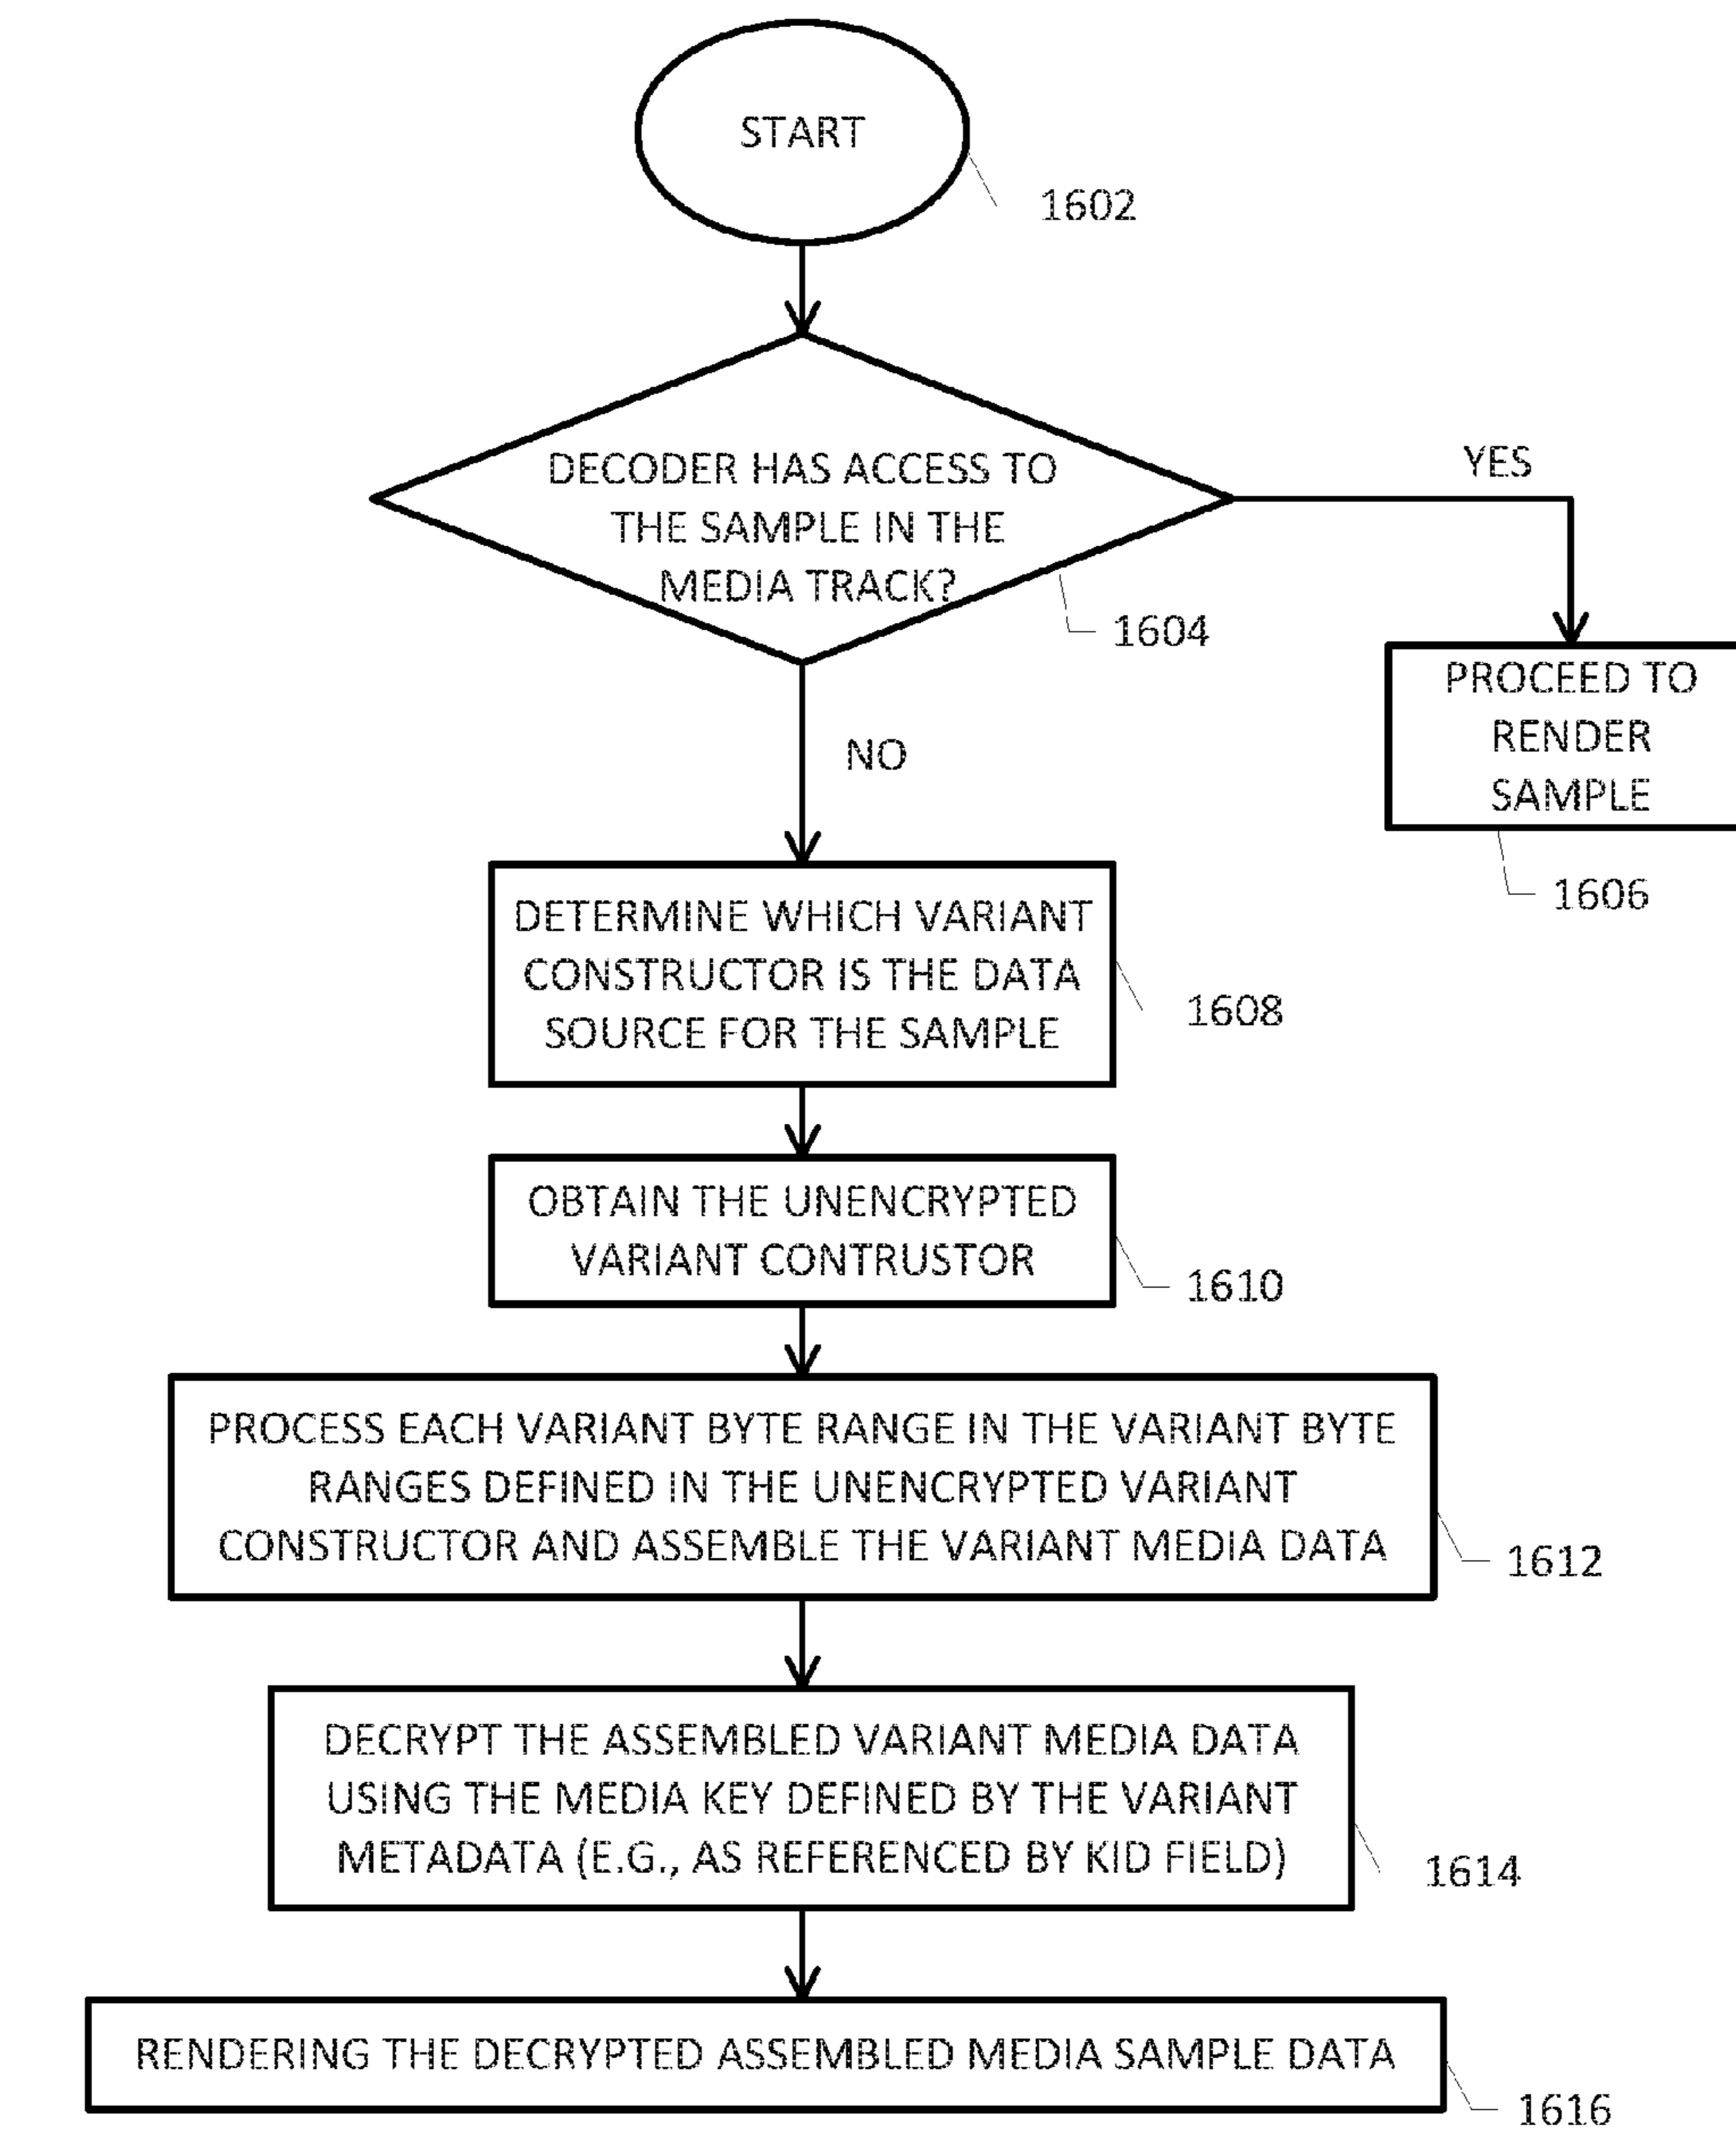 START
1602
DECODER HAS ACCESS TO
THE SAMPLE IN THE
MEDIA TRACK?
1604
YES
PROCEED TO
RENDER
SAMPLE
1606
NO
DETERMINE WHICH VARIANT
CONSTRUCTOR IS THE DATA
SOURCE FOR THE SAMPLE
1608
OBTAIN THE UNENCRYPTED
VARIANT CONTRUSTOR
1610
PROCESS EACH VARIANT BYTE RANGE IN THE VARIANT BYTE
RANGES DEFINED IN THE UNENCRYPTED VARIANT
CONSTRUCTOR AND ASSEMBLE THE VARIANT MEDIA DATA
1612
DECRYPT THE ASSEMBLED VARIANT MEDIA DATA
USING THE MEDIA KEY DEFINED BY THE VARIANT
METADATA (E.G., AS REFERENCED BY KID FIELD)
1614
RENDERING THE DECRYPTED ASSEMBLED MEDIA SAMPLE DATA
1616